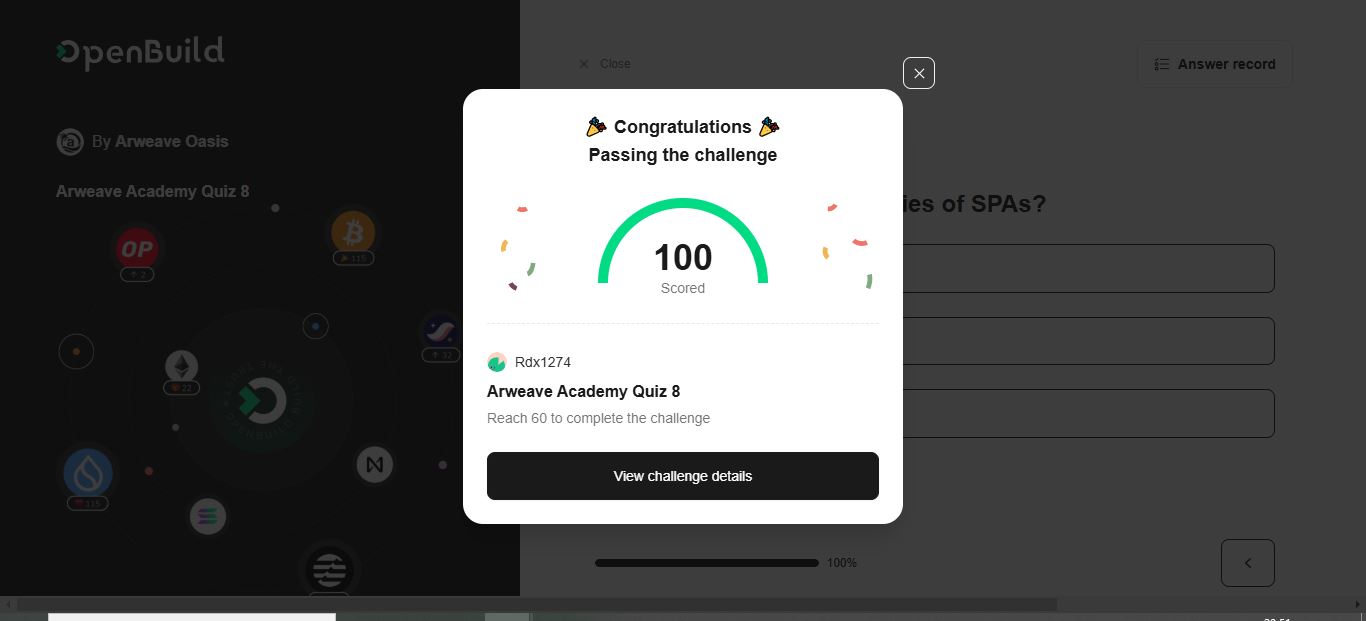 OpenBuild
By Arweave Oasis
Arweave Academy Quiz 8
OP
2
115
32
22
115
Close
Answer record
ies of SPAs?
Congratulations
Passing the challenge
100
Scored
Rdx1274
Arweave Academy Quiz 8
Reach 60 to complete the challenge
View challenge details
100%